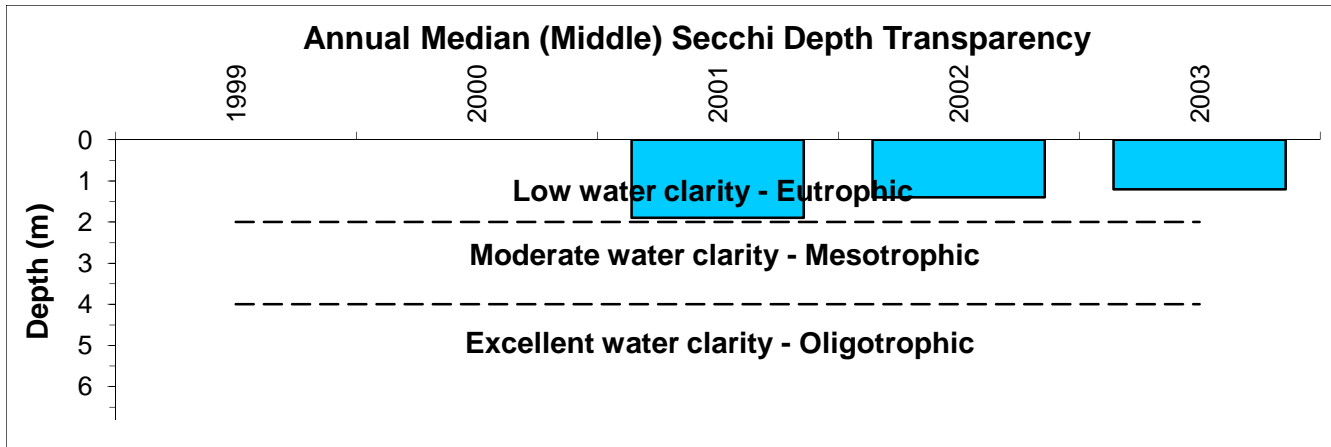 Annual Median (Middle) Secchi Depth Transparency
1999
2000
2001
2002
2003
Depth (m)
0
1
2
3
4
5
6
Low water clarity - Eutrophic
Moderate water clarity - Mesotrophic
Excellent water clarity - Oligotrophic